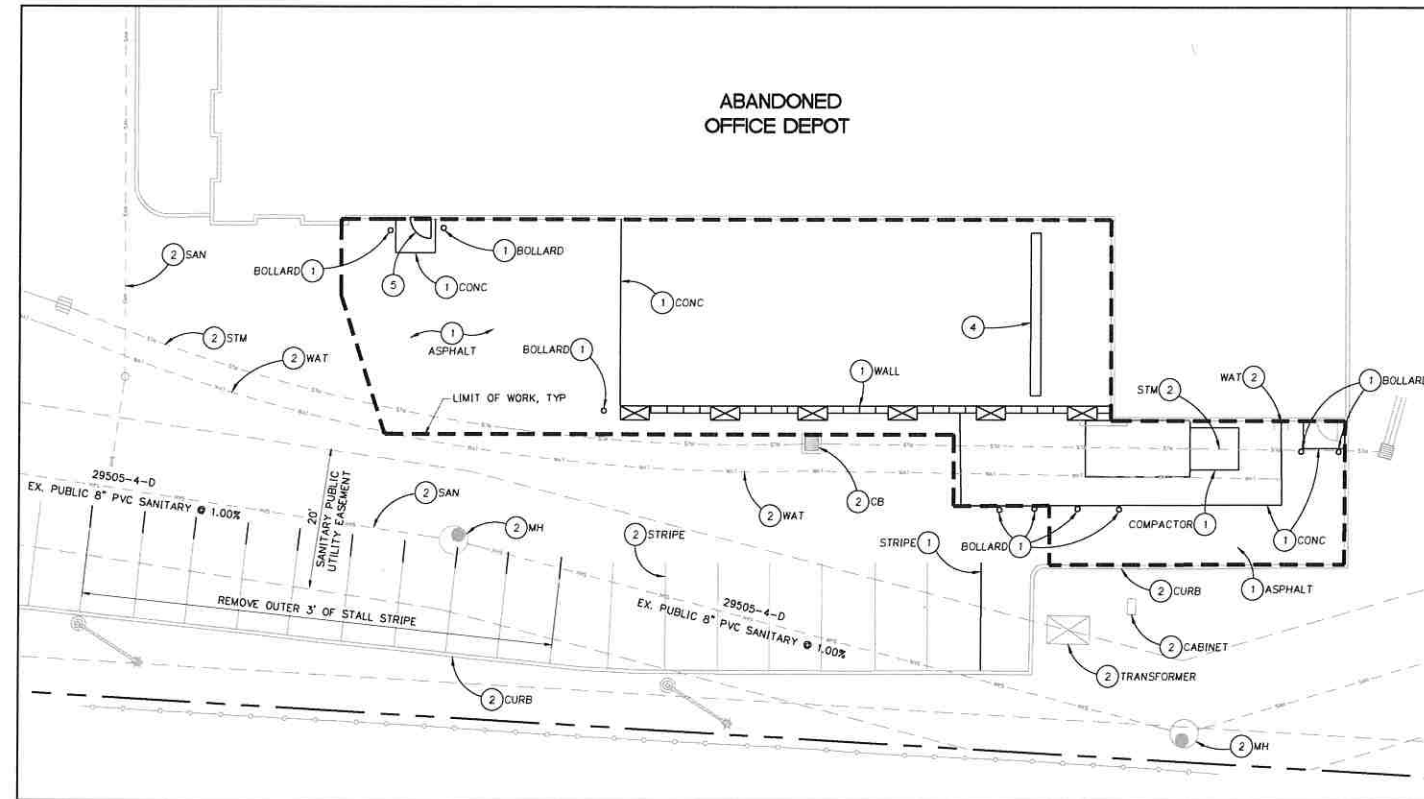 ABANDONED
OFFICE DEPOT
2 SAN
BOLLARD 1
5
1 CONC
1 BOLLARD
1 CONC
4
2 STM
2 WAT
1
ASPHALT
BOLLARD 1
1 WALL
LIMIT OF WORK, TYP
STM 2
WAT 2
1 BOLLARD
29505-4-D
EX. PUBLIC 8" PVC SANITARY @ 1.00%
20'
SANITARY PUBLIC
UTILITY EASEMENT
2 SAN
2 MH
2 WAT
2 CB
2 STRIPE
STRIPE 1
BOLLARD 1
COMPACTOR 1
1 CONC
1 ASPHALT
2 CURB
REMOVE OUTER 3' OF STALL STRIPE
29505-4-D
EX. PUBLIC 8" PVC SANITARY @ 1.00%
2 CABINET
2 TRANSFORMER
2 CURB
2 MH